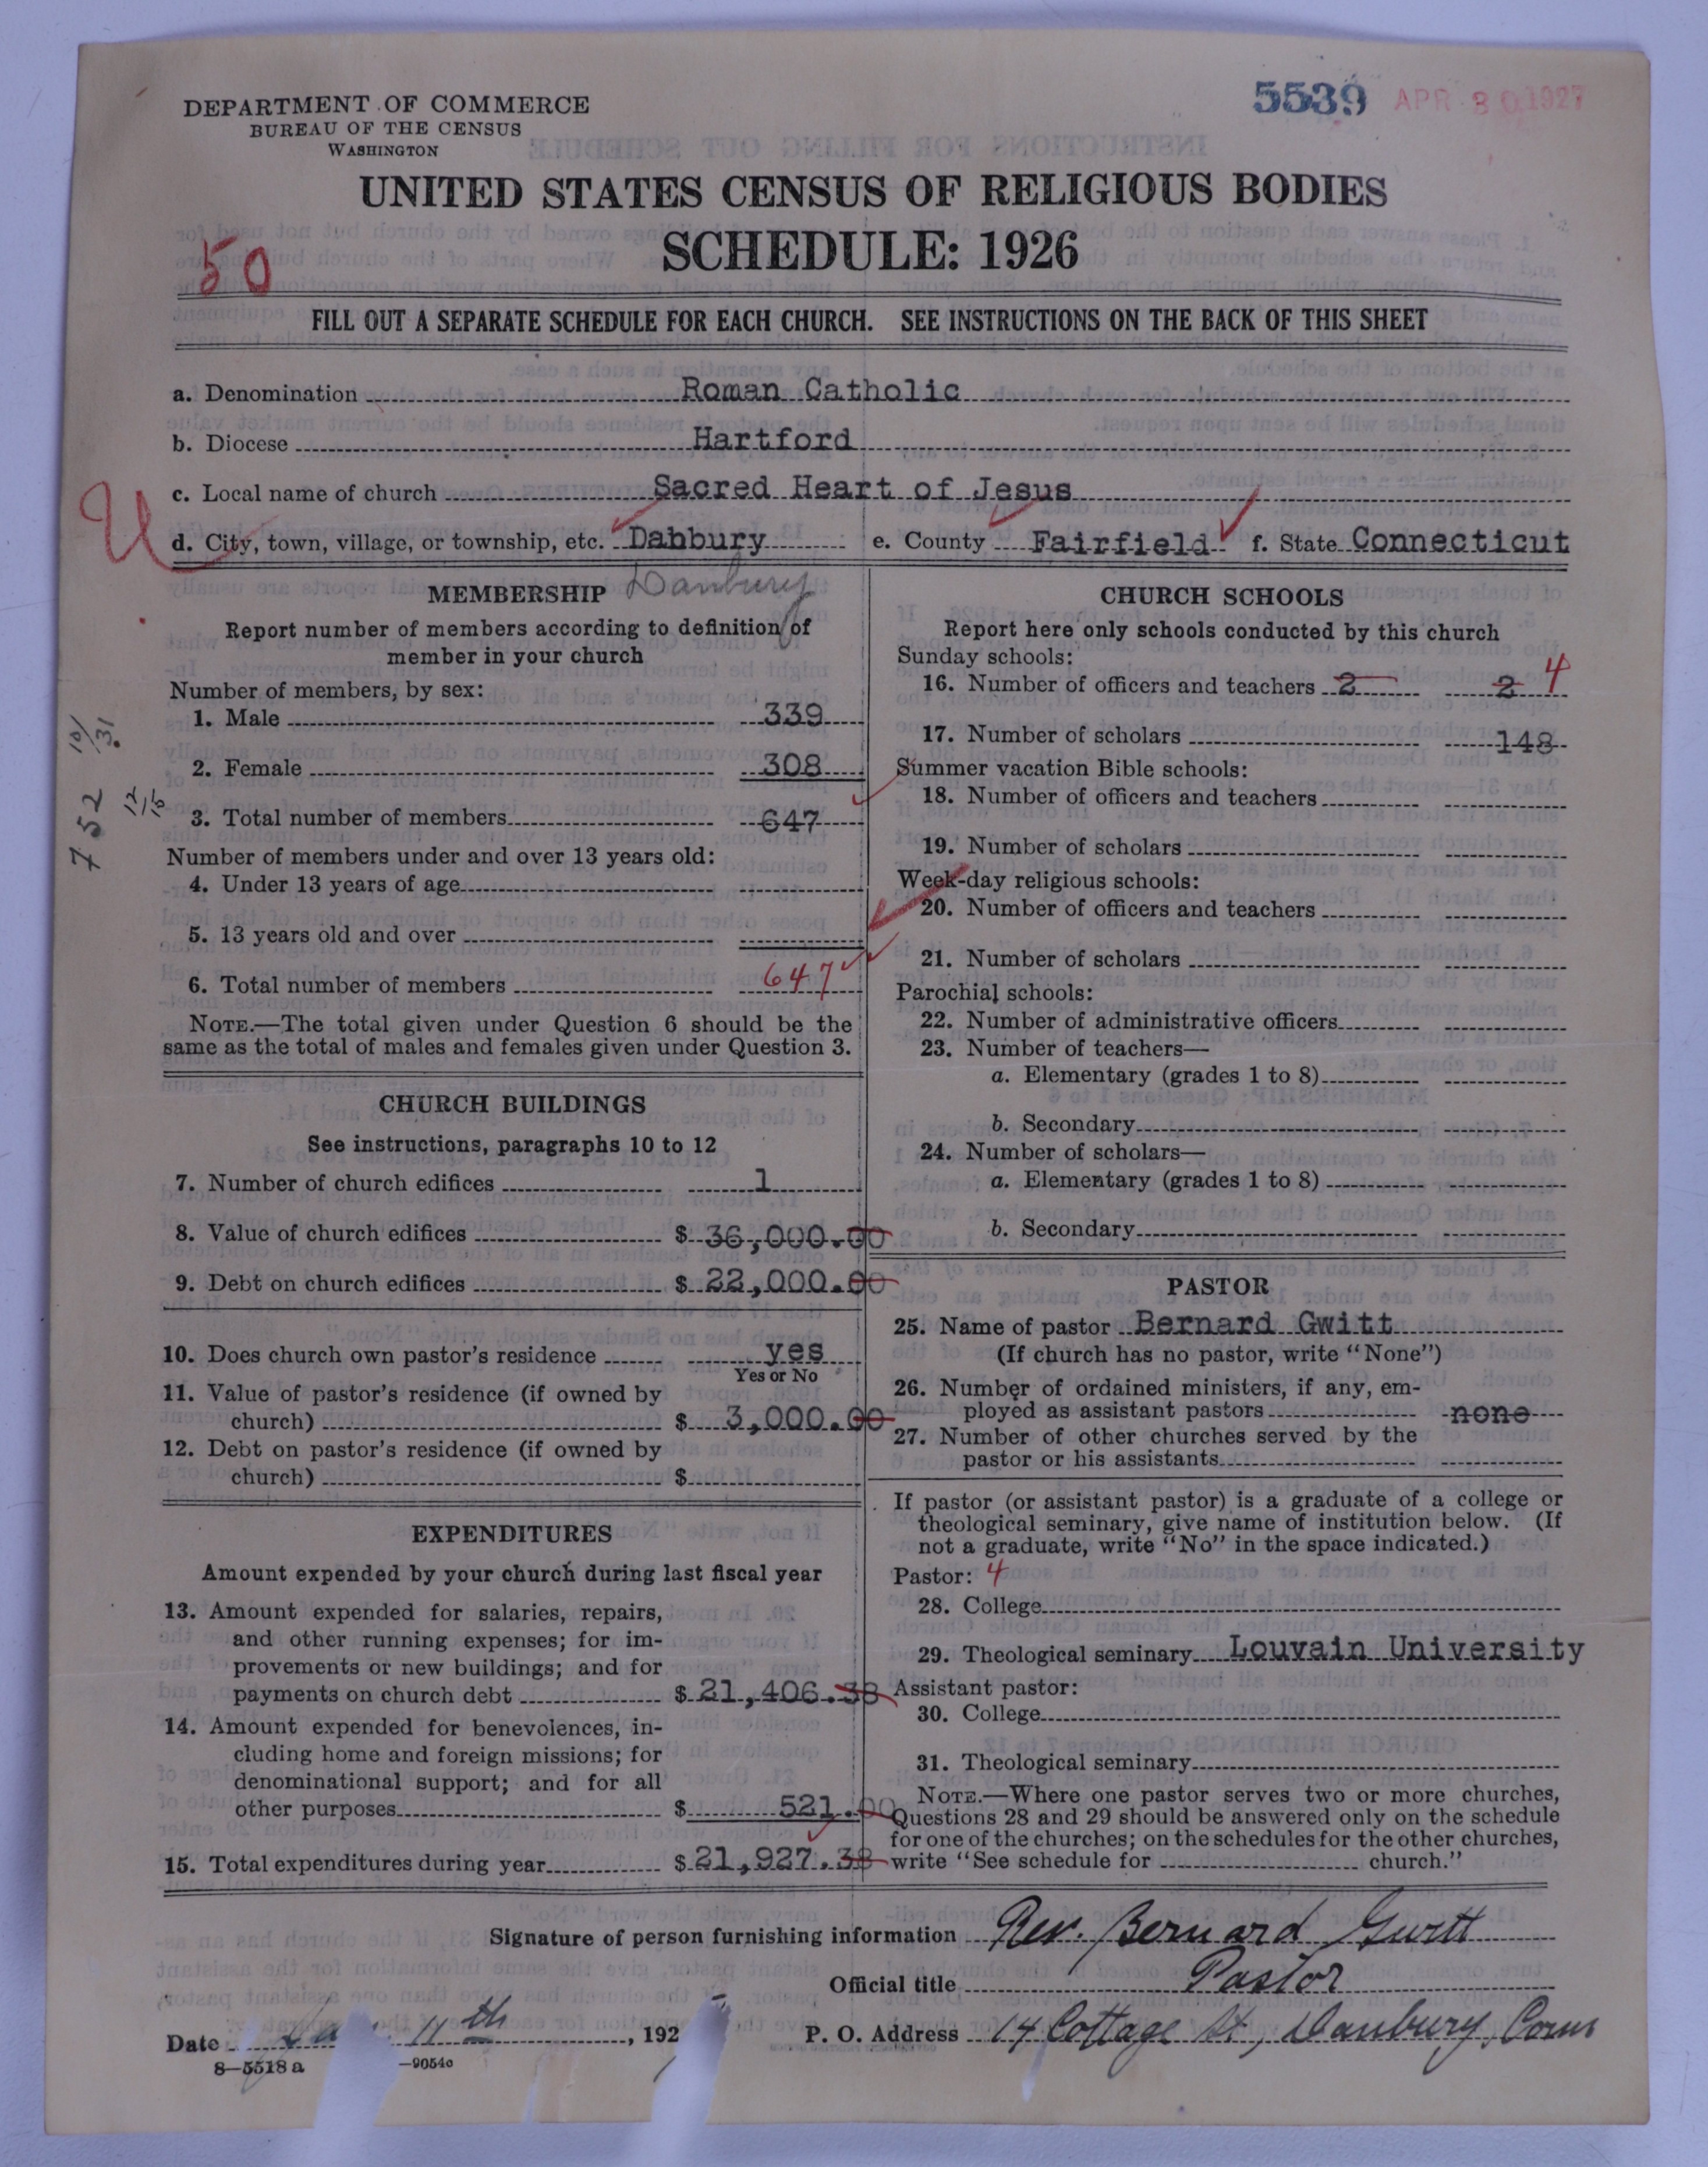 5539 APR 30 1927
DEPARTMENT OF COMMERCE
BUREAU OF THE CENSUS
WASHINGTON
UNITED STATES CENSUS OF RELIGIOUS BODIES
SCHEDULE: 1926
50
FILL OUT A SEPARATE SCHEDULE FOR EACH CHURCH. SEE INSTRUCTIONS ON THE BACK OF THIS SHEET
a. Denomination Roman Catholic
b. Diocese Hartford
c. Local name of church Sacred Heart of Jesus
U
d. City, town, village, or township, etc. Dabbury e. County Fairfield f. State Connecticut
Danbury
MEMBERSHIP
Report number of members according to definition of
member in your church
Number of members, by sex:
1. Male 339
2. Female 308
3. Total number of members 647
Number of members under and over 13 years old:
4. Under 13 years of age
5. 13 years old and over
6. Total number of members 647
NOTE.—The total given under Question 6 should be the
same as the total of males and females given under Question 3.
752 12/16 10/31
CHURCH BUILDINGS
See instructions, paragraphs 10 to 12
7. Number of church edifices 1
8. Value of church edifices $ 36,000.00
9. Debt on church edifices $ 22,000.00
10. Does church own pastor's residence yes
Yes or No
11. Value of pastor's residence (if owned by
church) $ 3,000.00
12. Debt on pastor's residence (if owned by
church) $
EXPENDITURES
Amount expended by your church during last fiscal year
13. Amount expended for salaries, repairs,
and other running expenses; for im-
provements or new buildings; and for
payments on church debt $ 21,406.38
14. Amount expended for benevolences, in-
cluding home and foreign missions; for
denominational support; and for all
other purposes $ 521.00
15. Total expenditures during year $ 21,927.38
CHURCH SCHOOLS
Report here only schools conducted by this church
Sunday schools:
16. Number of officers and teachers 2 2 4
17. Number of scholars 148
Summer vacation Bible schools:
18. Number of officers and teachers
19. Number of scholars
Week-day religious schools:
20. Number of officers and teachers
21. Number of scholars
Parochial schools:
22. Number of administrative officers
23. Number of teachers—
a. Elementary (grades 1 to 8)
b. Secondary
24. Number of scholars—
a. Elementary (grades 1 to 8)
b. Secondary
PASTOR
25. Name of pastor Bernard Gwitt
(If church has no pastor, write "None")
26. Number of ordained ministers, if any, em-
ployed as assistant pastors none
27. Number of other churches served by the
pastor or his assistants
If pastor (or assistant pastor) is a graduate of a college or
theological seminary, give name of institution below. (If
not a graduate, write "No" in the space indicated.)
Pastor: 4
28. College
29. Theological seminary Louvain University
Assistant pastor:
30. College
31. Theological seminary
NOTE.—Where one pastor serves two or more churches,
Questions 28 and 29 should be answered only on the schedule
for one of the churches; on the schedules for the other churches,
write "See schedule for church."
Signature of person furnishing information Rev. Bernard Gwitt
Official title Pastor
Date 11th, 192 P. O. Address 14 Cottage St, Danbury, Conn
8—5518 a —9054c